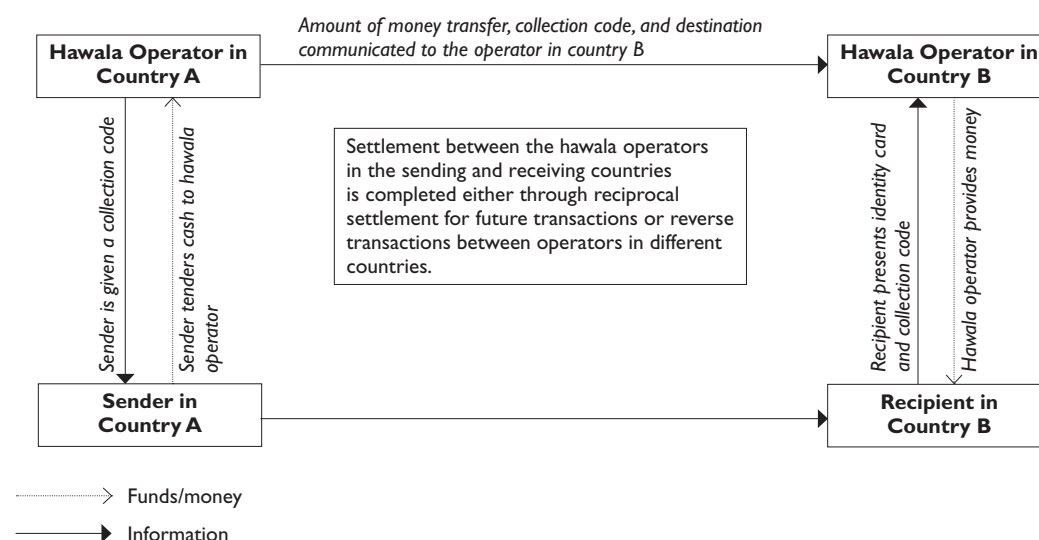 Amount of money transfer, collection code, and destination
communicated to the operator in country B
Hawala Operator in
Country A
Hawala Operator in
Country B
Sender is given a collection code
Sender tenders cash to hawala
operator
Settlement between the hawala operators
in the sending and receiving countries
is completed either through reciprocal
settlement for future transactions or reverse
transactions between operators in different
countries.
Recipient presents identity card
and collection code
Hawala operator provides money
Sender in
Country A
Recipient in
Country B
Funds/money
Information